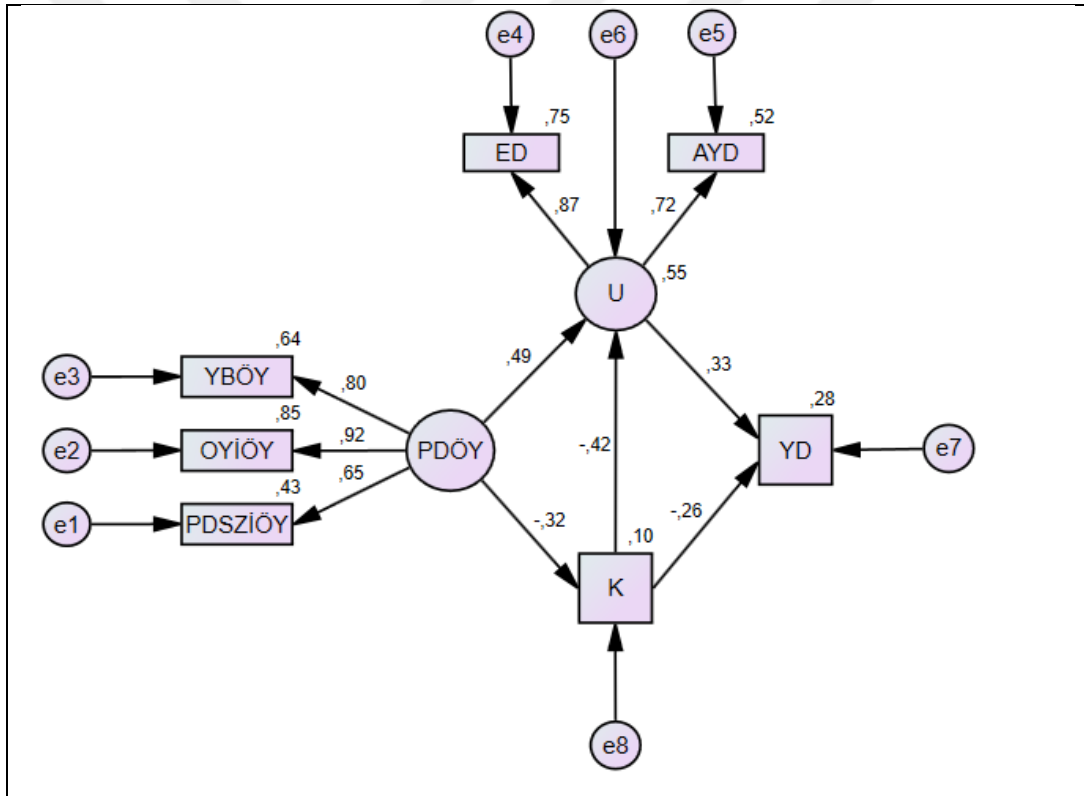 e4
e6
e5
,75
,52
ED
AYD
,87
,72
U
,55
,64
e3
YBÖY
,80
,49
,33
,85
,28
e2
OYİÖY
,92
PDÖY
-,42
YD
e7
,43
,65
e1
PDSZİÖY
-,32
-,26
,10
K
e8